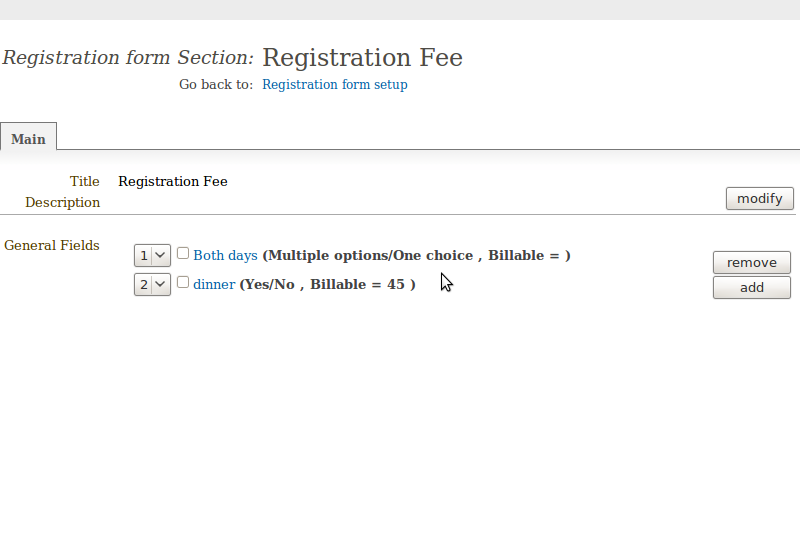 Registration form Section: Registration Fee
Go back to: Registration form setup
Main
Title Registration Fee
Description
modify
General Fields
1 Both days (Multiple options/One choice , Billable = )
remove
2 dinner (Yes/No , Billable = 45 )
add